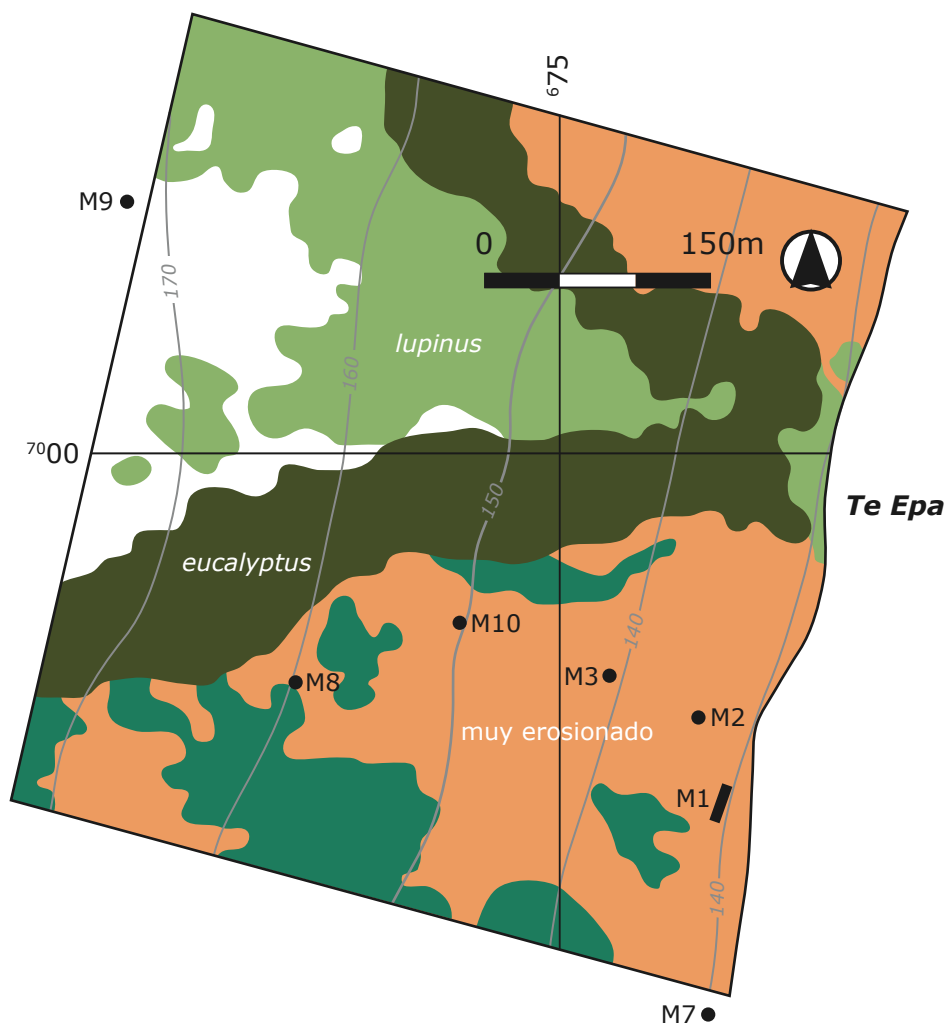 ⁶75
M9
0 150m
170
lupinus
160
⁷⁰00
150
Te Epa
eucalyptus
M10
140
M3
M8
M2
muy erosionado
M1
140
M7